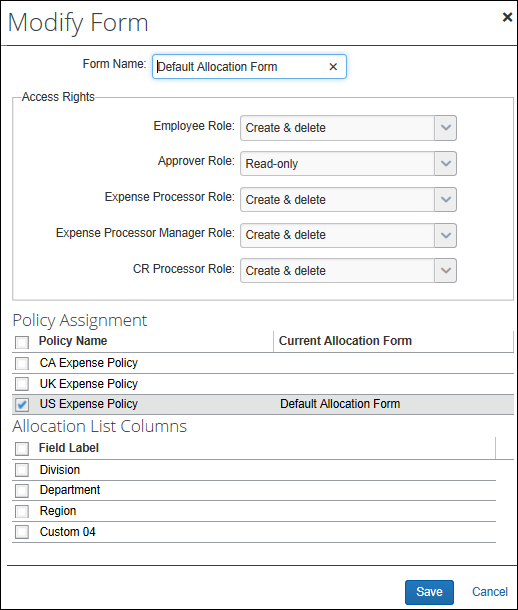 Modify Form
Form Name: Default Allocation Form
Access Rights
Employee Role: Create & delete
Approver Role: Read-only
Expense Processor Role: Create & delete
Expense Processor Manager Role: Create & delete
CR Processor Role: Create & delete
Policy Assignment
Policy Name Current Allocation Form
CA Expense Policy
UK Expense Policy
US Expense Policy Default Allocation Form
Allocation List Columns
Field Label
Division
Department
Region
Custom 04
Save Cancel